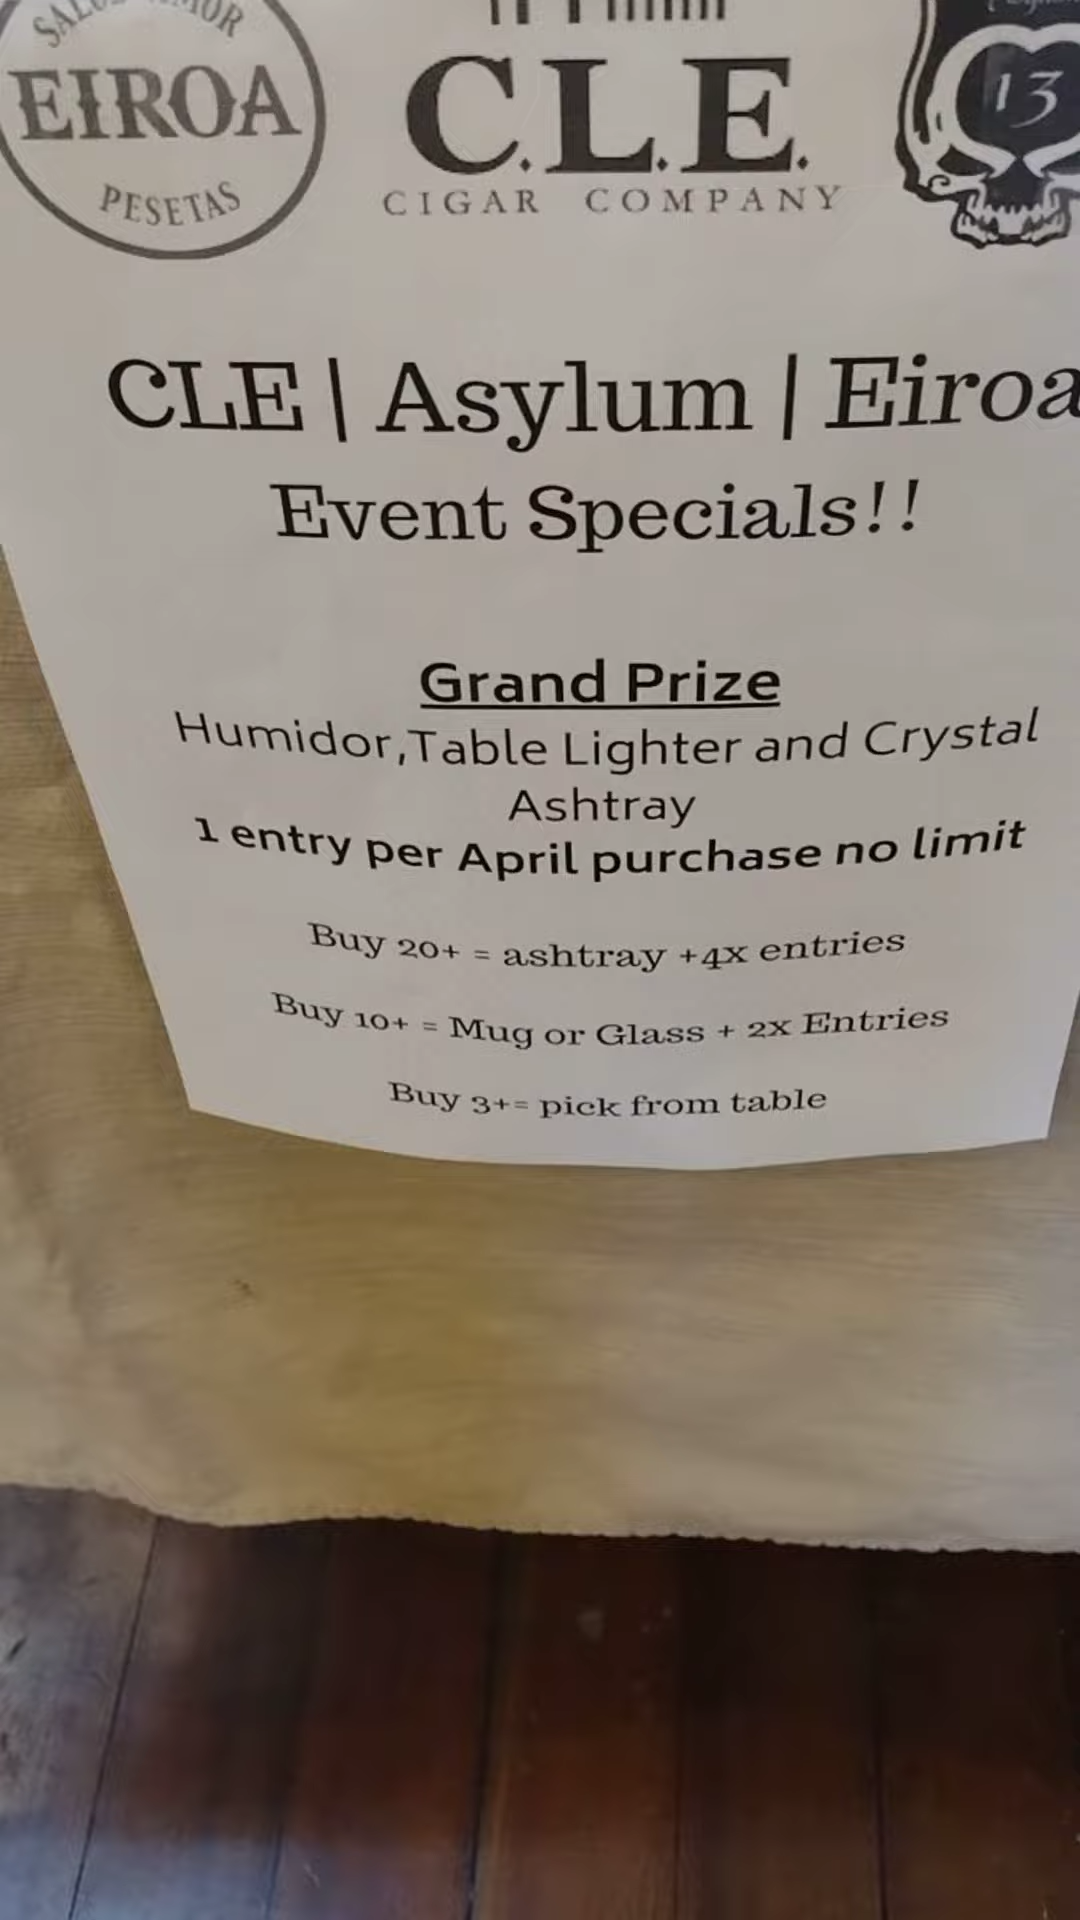 EIROA
PESETAS
C.L.E.
CIGAR COMPANY
13
CLE | Asylum | Eiroa
Event Specials!!
Grand Prize
Humidor,Table Lighter and Crystal
Ashtray
1 entry per April purchase no limit
Buy 20+ = ashtray +4x entries
Buy 10+ = Mug or Glass + 2x Entries
Buy 3+= pick from table